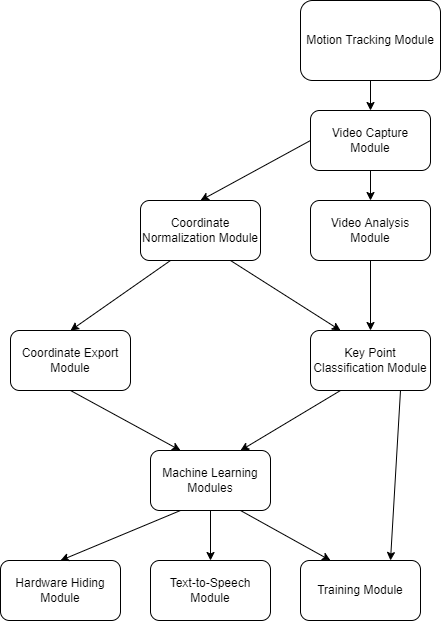 Motion Tracking Module
Video Capture
Module
Coordinate
Normalization Module
Video Analysis
Module
Coordinate Export
Module
Key Point
Classification Module
Machine Learning
Modules
Hardware Hiding
Module
Text-to-Speech
Module
Training Module